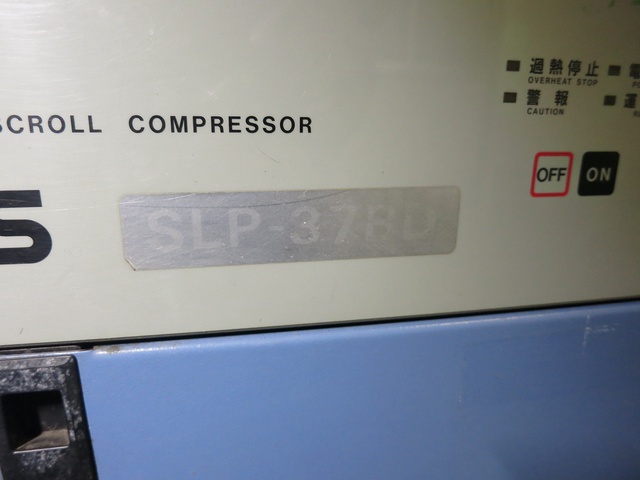 過熱停止
OVERHEAT STOP
警報
CAUTION
SCROLL COMPRESSOR
OFF
ON
SLP-37BD